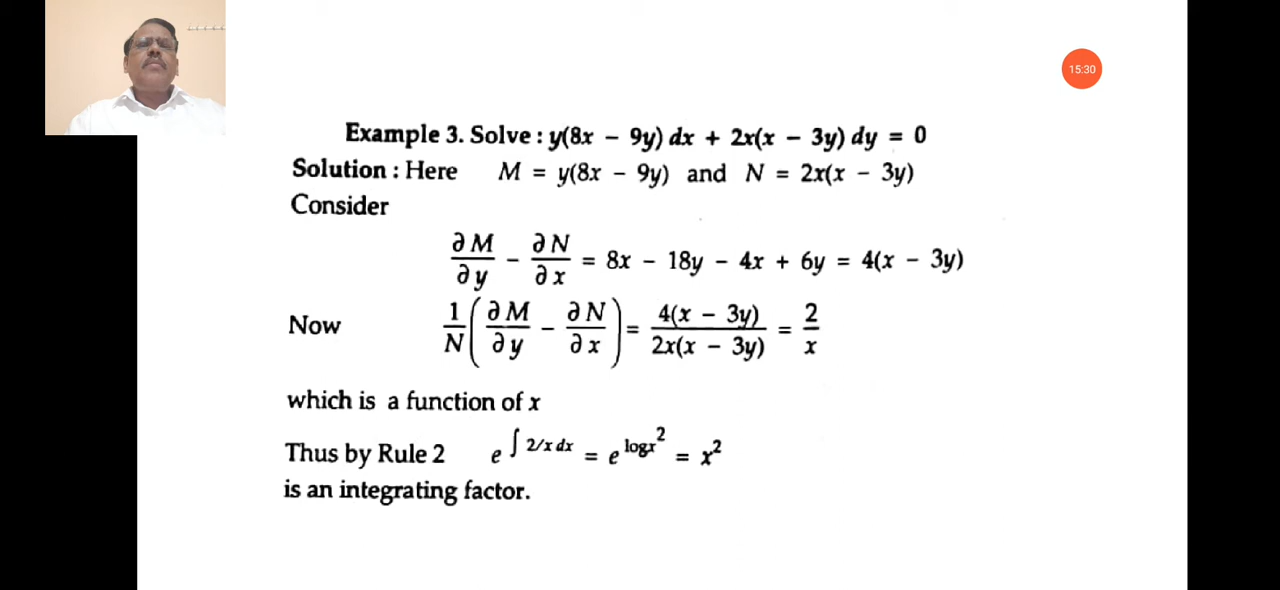 15:30
Example 3. Solve : y(8x − 9y) dx + 2x(x − 3y) dy = 0
Solution : Here M = y(8x − 9y) and N = 2x(x − 3y)
Consider
∂M/∂y − ∂N/∂x = 8x − 18y − 4x + 6y = 4(x − 3y)
Now 1/N (∂M/∂y − ∂N/∂x) = 4(x − 3y)/2x(x − 3y) = 2/x
which is a function of x
Thus by Rule 2 e^∫ 2/x dx = e^logx² = x²
is an integrating factor.